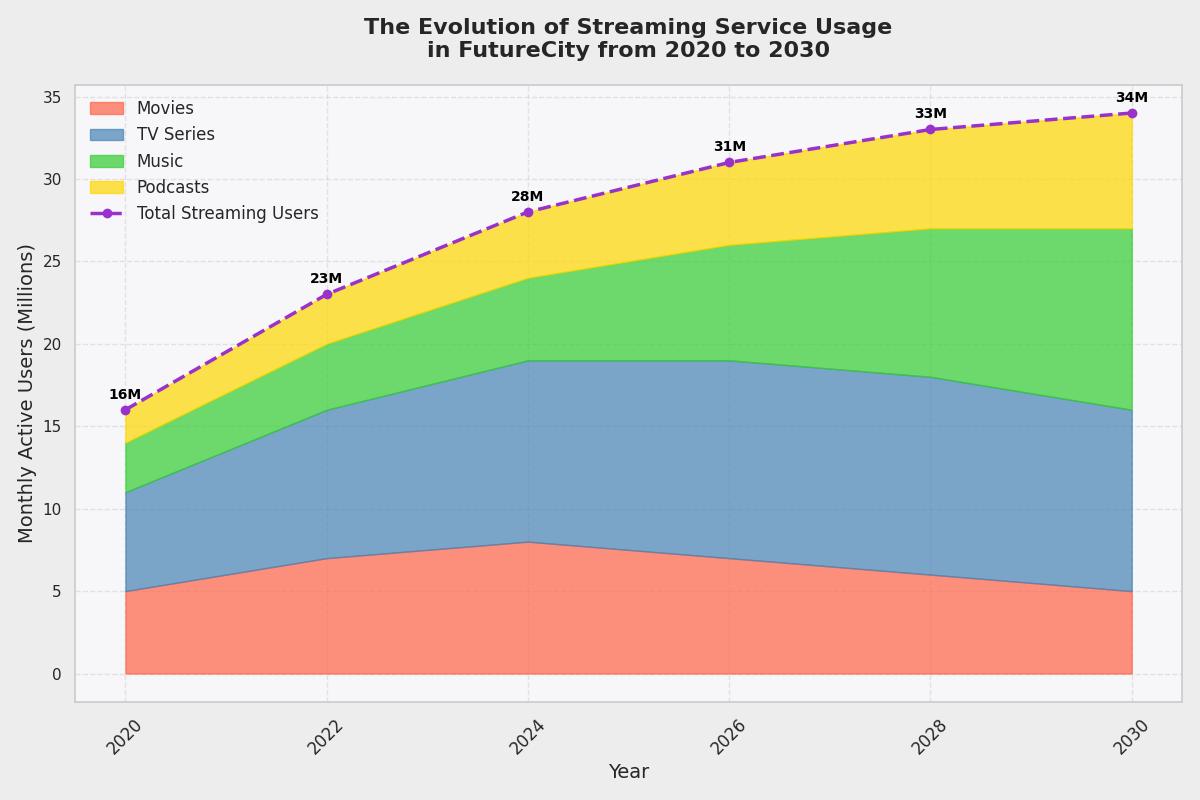 The Evolution of Streaming Service Usage
in FutureCity from 2020 to 2030
Movies
TV Series
Music
Podcasts
Total Streaming Users
Monthly Active Users (Millions)
35
30
25
20
15
10
5
0
16M
23M
28M
31M
33M
34M
2020
2022
2024
2026
2028
2030
Year